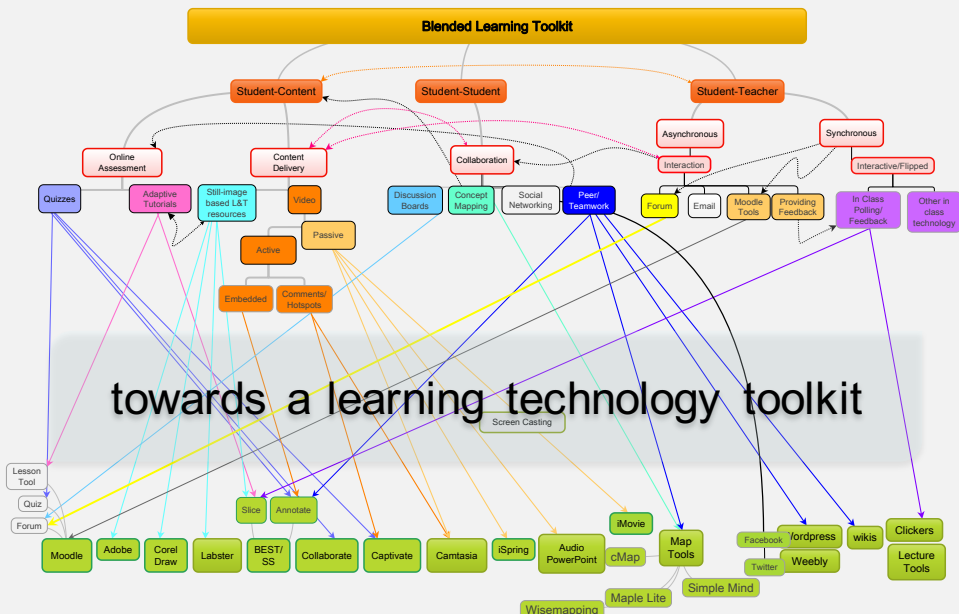 Blended Learning Toolkit
Student-Content
Student-Student
Student-Teacher
Asynchronous
Synchronous
Online
Assessment
Content
Delivery
Collaboration
Interaction
Interactive/Flipped
Quizzes
Adaptive
Tutorials
Still-image
based L&T
resources
Video
Discussion
Boards
Concept
Mapping
Social
Networking
Peer/
Teamwork
Forum
Email
Moodle
Tools
Providing
Feedback
In Class
Polling/
Feedback
Other in
class
technology
Passive
Active
Embedded
Comments/
Hotspots
towards a learning technology toolkit
Screen Casting
Lesson
Tool
Quiz
Forum
Slice
Annotate
iMovie
Moodle
Adobe
Corel
Draw
Labster
BEST/
SS
Collaborate
Captivate
Camtasia
iSpring
Audio
PowerPoint
cMap
Map
Tools
Facebook
Wordpress
Twitter
Weebly
wikis
Clickers
Lecture
Tools
Simple Mind
Maple Lite
Wisemapping